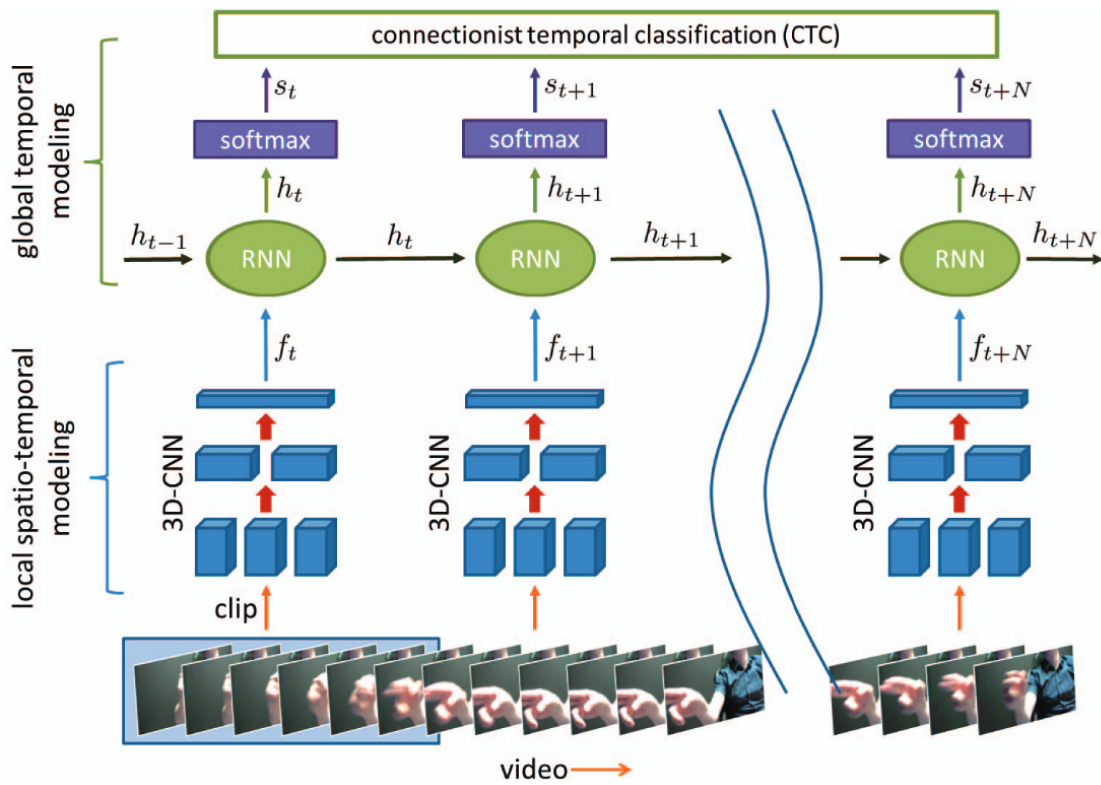 connectionist temporal classification (CTC)
s_t
s_{t+1}
s_{t+N}
softmax
softmax
softmax
h_t
h_{t+1}
h_{t+N}
global temporal
modeling
h_{t-1}
RNN
h_t
RNN
h_{t+1}
RNN
h_{t+N}
f_t
f_{t+1}
f_{t+N}
local spatio-temporal
modeling
3D-CNN
3D-CNN
3D-CNN
clip
video